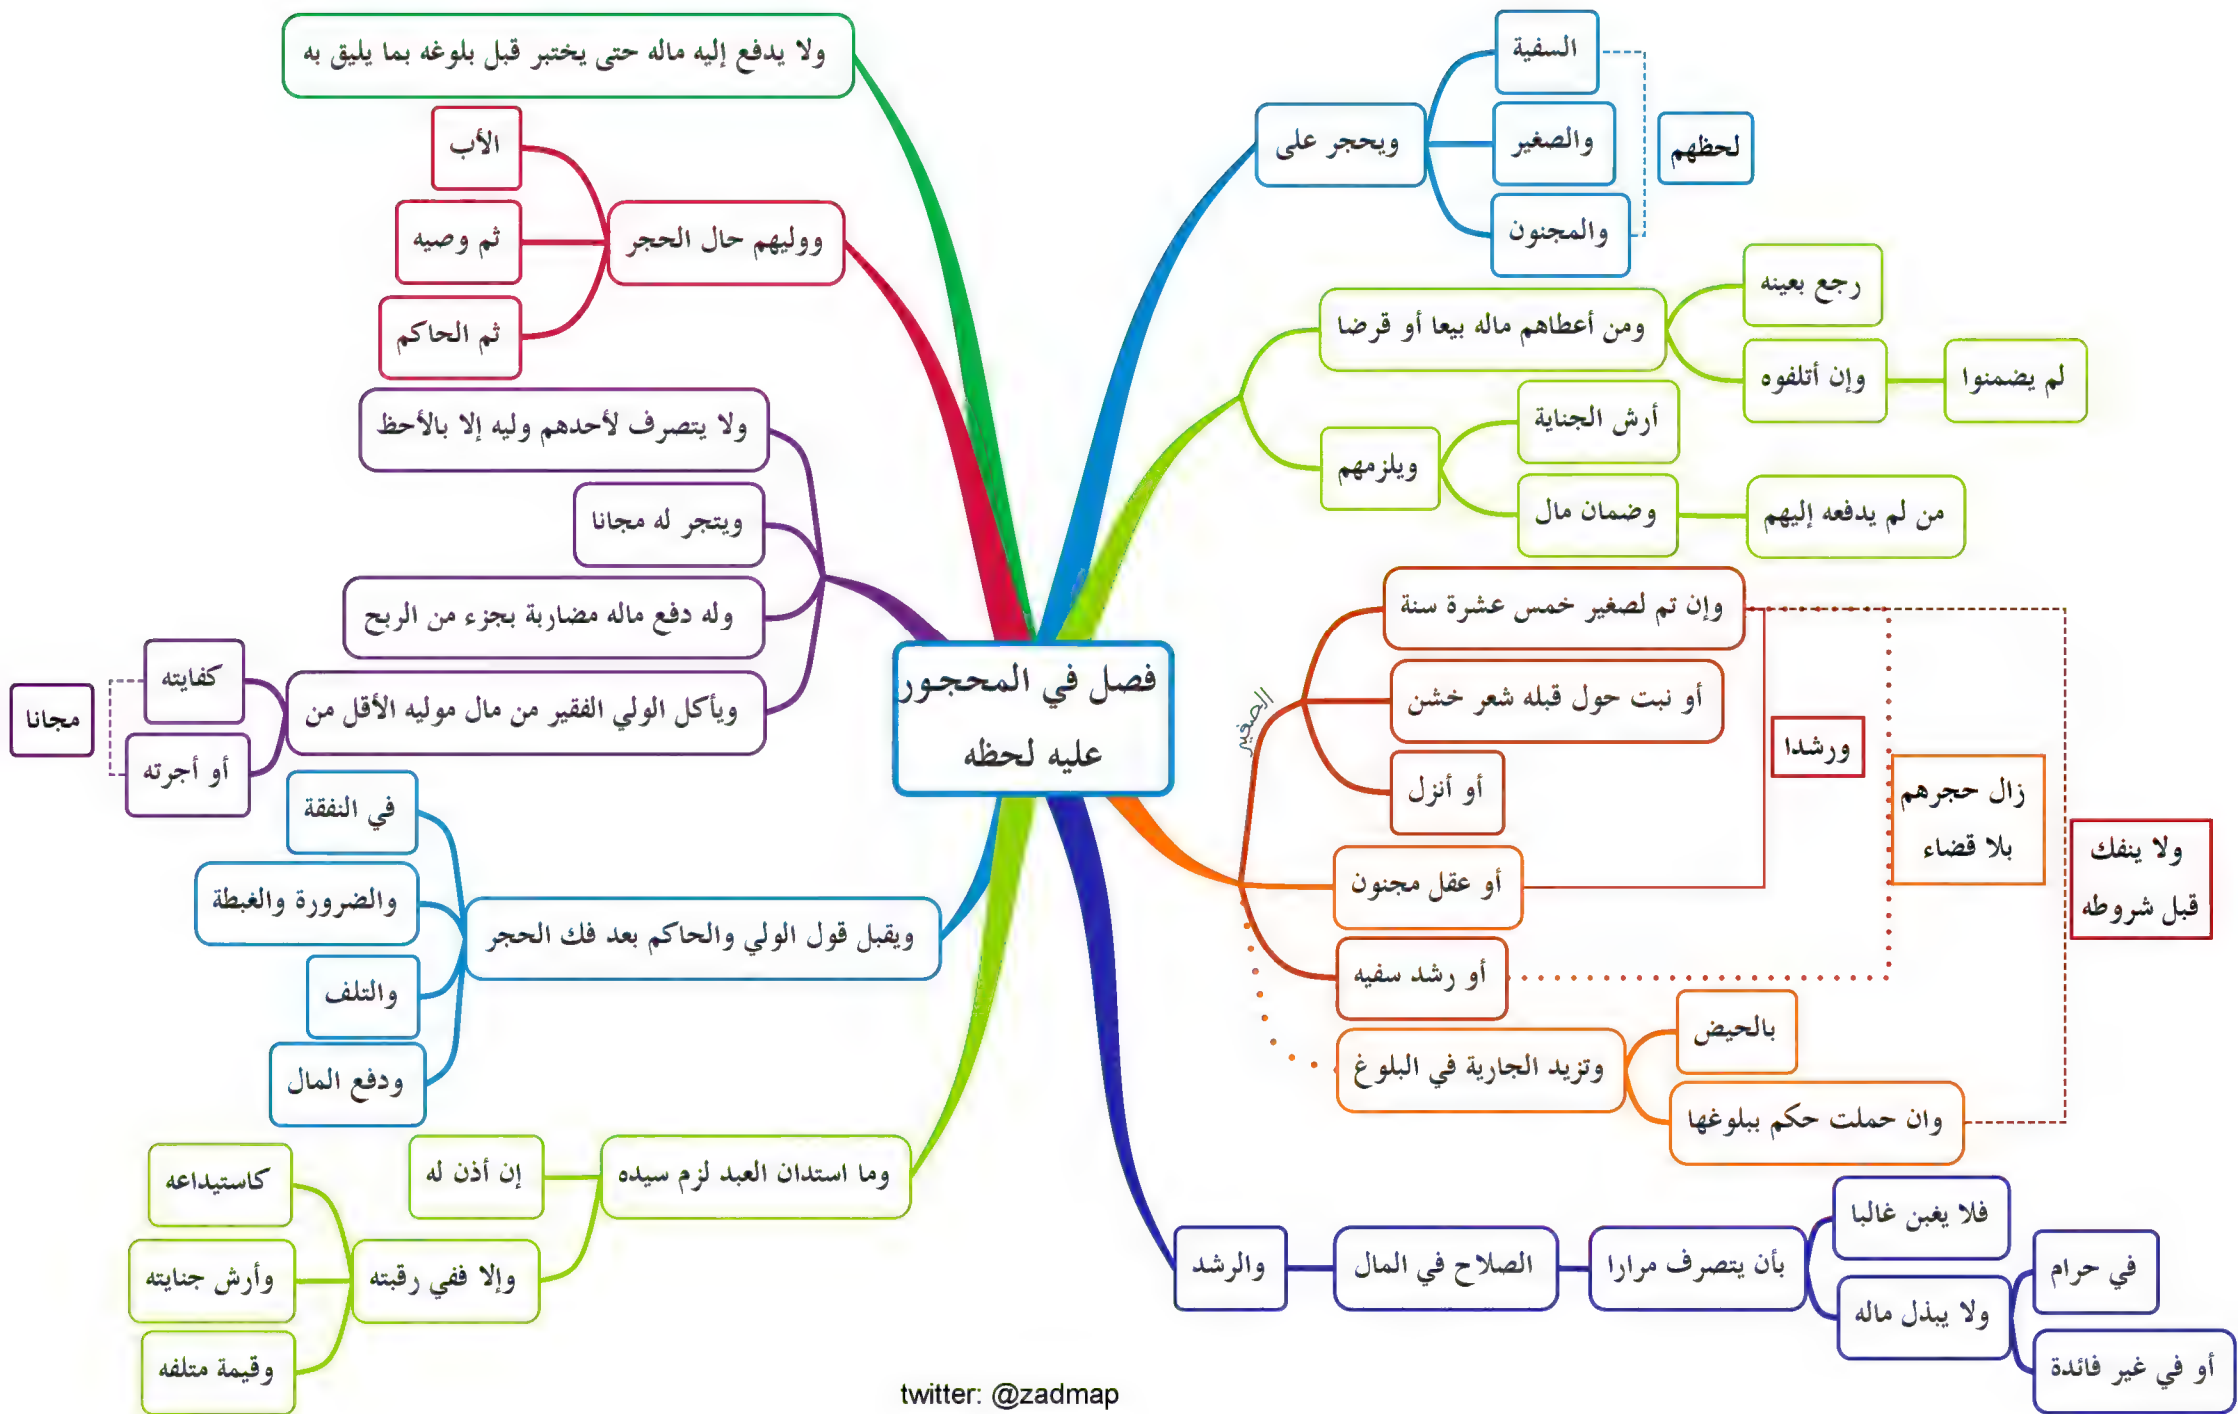 فصل في المحجور
عليه لحظه
ويحجر على
السفية
والصغير
والمجنون
لحظهم
ومن أعطاهم ماله بيعا أو قرضا
رجع بعينه
وإن أتلفوه
لم يضمنوا
ويلزمهم
أرش الجناية
وضمان مال
من لم يدفعه إليهم
الصغير
وإن تم لصغير خمس عشرة سنة
أو نبت حول قبله شعر خشن
أو أنزل
أو عقل مجنون
ورشدا
أو رشد سفيه
زال حجرهم
بلا قضاء
وتزيد الجارية في البلوغ
بالحيض
وان حملت حكم ببلوغها
ولا ينفك
قبل شروطه
والرشد
الصلاح في المال
بأن يتصرف مرارا
فلا يغبن غالبا
ولا يبذل ماله
في حرام
أو في غير فائدة
ولا يدفع إليه ماله حتى يختبر قبل بلوغه بما يليق به
ووليهم حال الحجر
الأب
ثم وصيه
ثم الحاكم
ولا يتصرف لأحدهم وليه إلا بالأحظ
ويتجر له مجانا
وله دفع ماله مضاربة بجزء من الربح
ويأكل الولي الفقير من مال موليه الأقل من
كفايته
أو أجرته
مجانا
ويقبل قول الولي والحاكم بعد فك الحجر
في النفقة
والضرورة والغبطة
والتلف
ودفع المال
وما استدان العبد لزم سيده
إن أذن له
وإلا ففي رقبته
كاستيداعه
وأرش جنايته
وقيمة متلفه
twitter: @zadmap